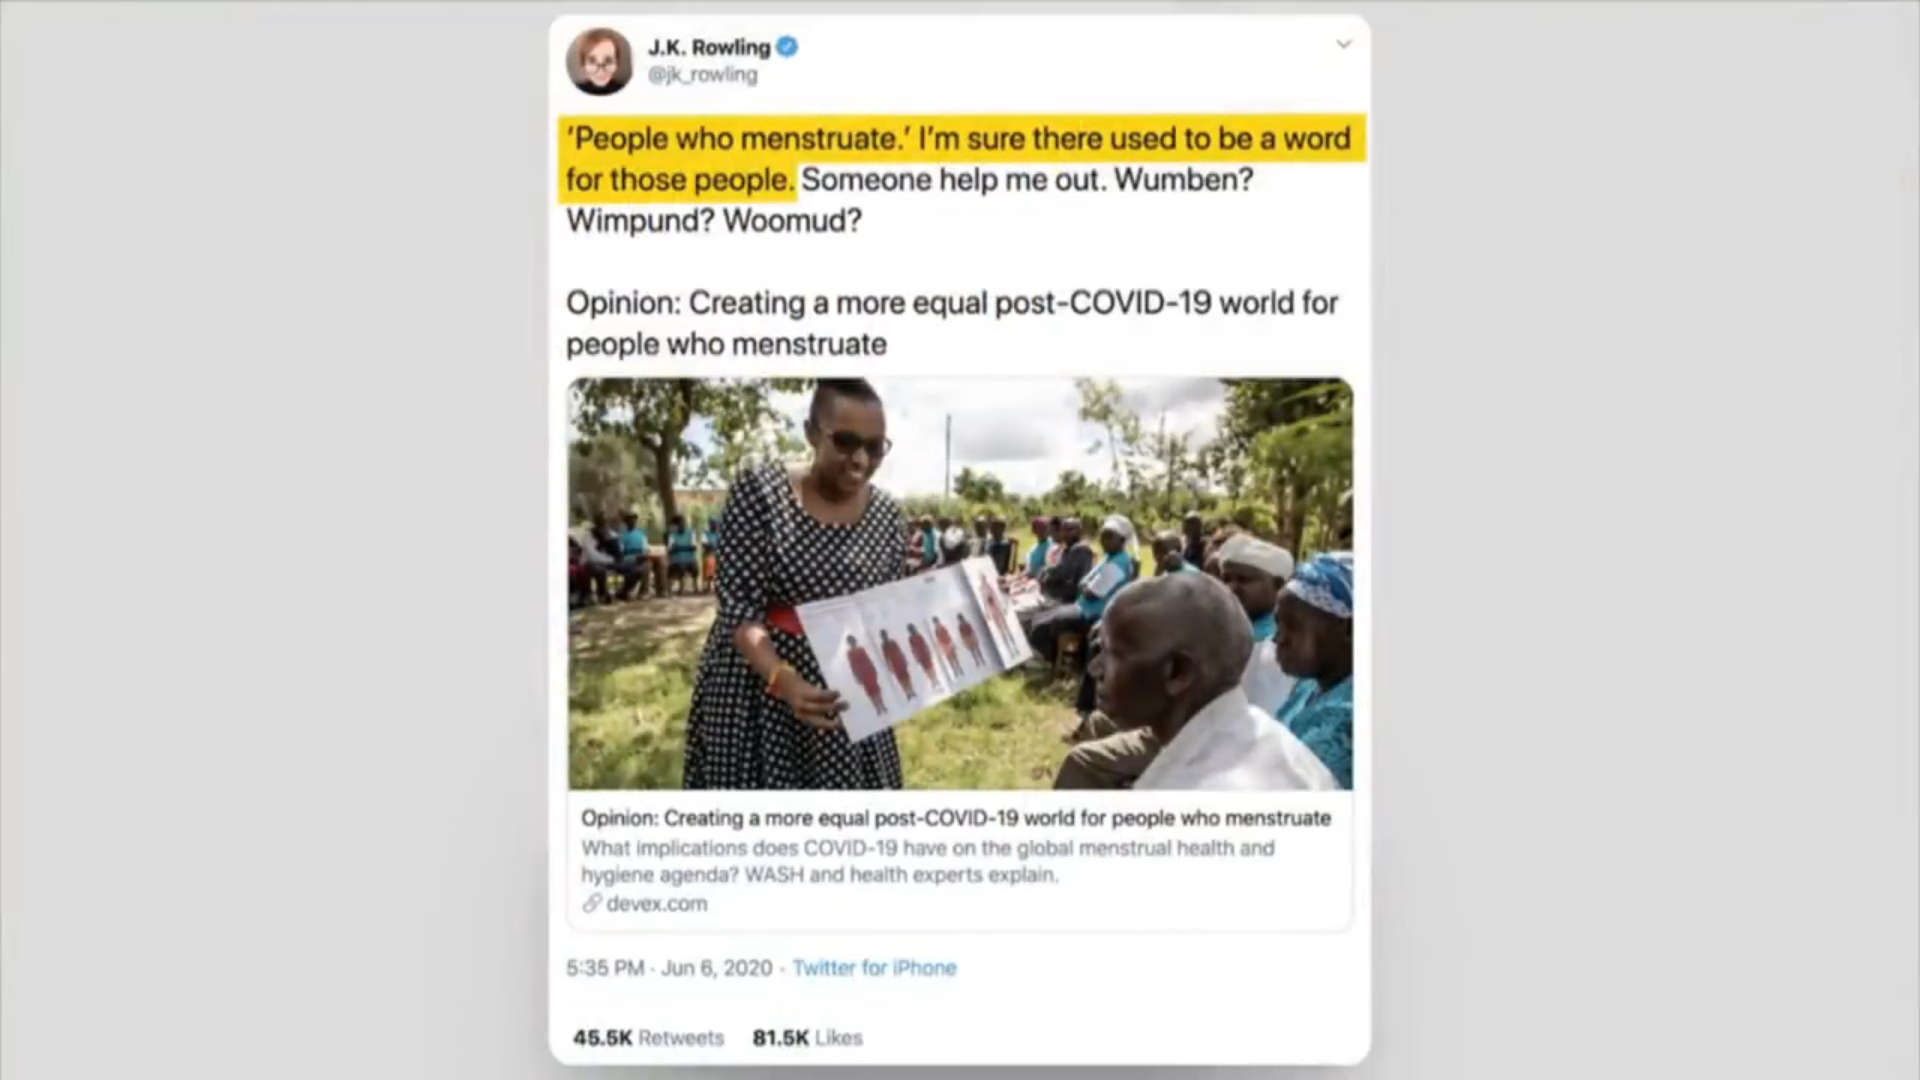 J.K. Rowling
@jk_rowling
‘People who menstruate.’ I’m sure there used to be a word
for those people. Someone help me out. Wumben?
Wimpund? Woomud?
Opinion: Creating a more equal post-COVID-19 world for
people who menstruate
Opinion: Creating a more equal post-COVID-19 world for people who menstruate
What implications does COVID-19 have on the global menstrual health and
hygiene agenda? WASH and health experts explain.
devex.com
5:35 PM · Jun 6, 2020 · Twitter for iPhone
45.5K Retweets 81.5K Likes